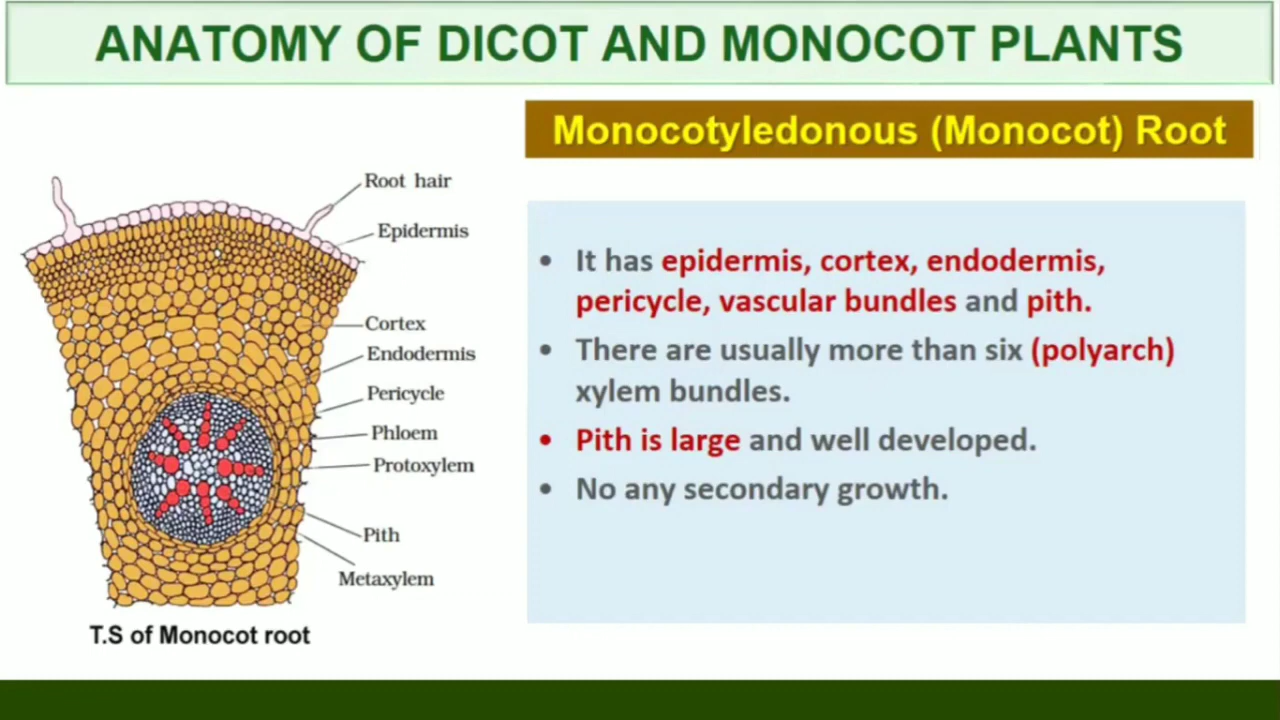 ANATOMY OF DICOT AND MONOCOT PLANTS
Monocotyledonous (Monocot) Root
Root hair
Epidermis
Cortex
Endodermis
Pericycle
Phloem
Protoxylem
Pith
Metaxylem
T.S of Monocot root
• It has epidermis, cortex, endodermis,
pericycle, vascular bundles and pith.
• There are usually more than six (polyarch)
xylem bundles.
• Pith is large and well developed.
• No any secondary growth.